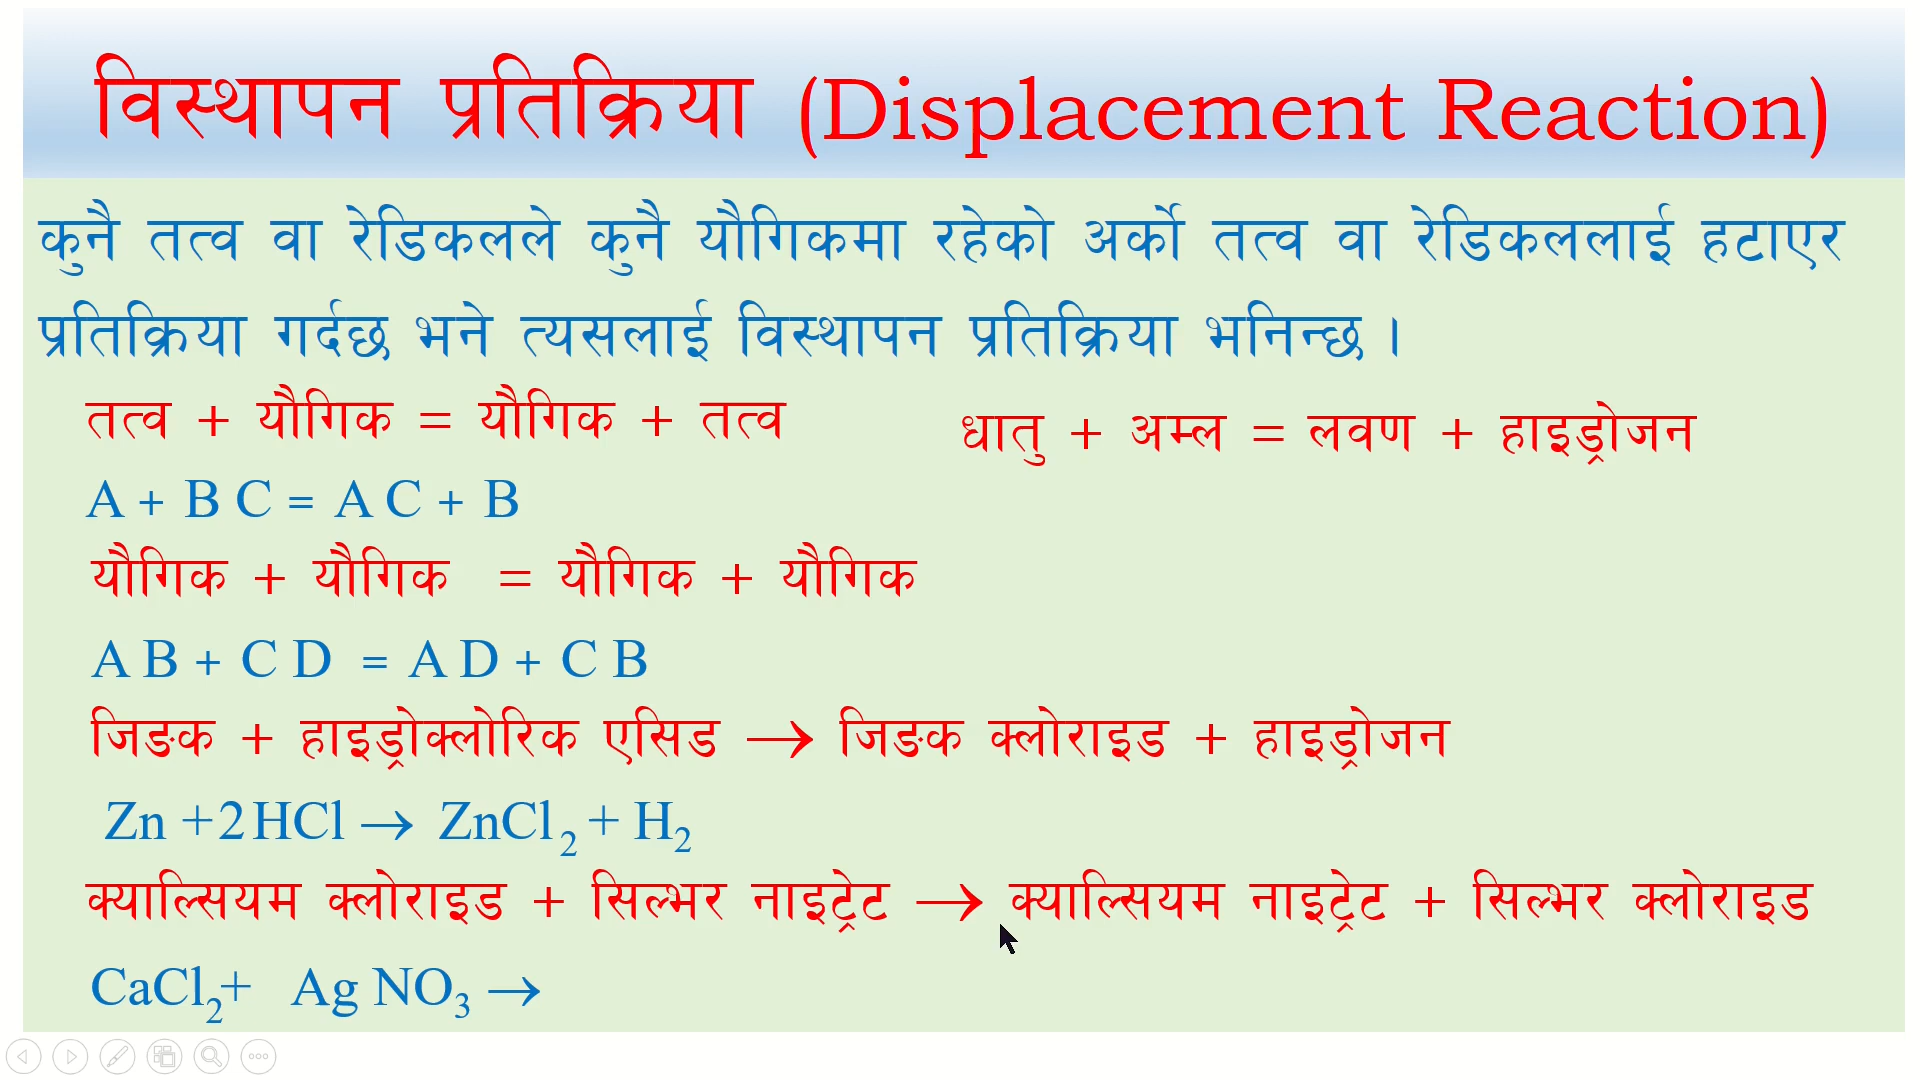 विस्थापन प्रतिक्रिया (Displacement Reaction)
कुनै तत्व वा रेडिकलले कुनै यौगिकमा रहेको अर्को तत्व वा रेडिकललाई हटाएर
प्रतिक्रिया गर्दछ भने त्यसलाई विस्थापन प्रतिक्रिया भनिन्छ ।
तत्व + यौगिक = यौगिक + तत्व
धातु + अम्ल = लवण + हाइड्रोजन
A + B C = A C + B
यौगिक + यौगिक = यौगिक + यौगिक
A B + C D = A D + C B
जिङक + हाइड्रोक्लोरिक एसिड → जिङक क्लोराइड + हाइड्रोजन
Zn + 2 HCl → ZnCl₂ + H₂
क्याल्सियम क्लोराइड + सिल्भर नाइट्रेट → क्याल्सियम नाइट्रेट + सिल्भर क्लोराइड
CaCl₂ + Ag NO₃ →